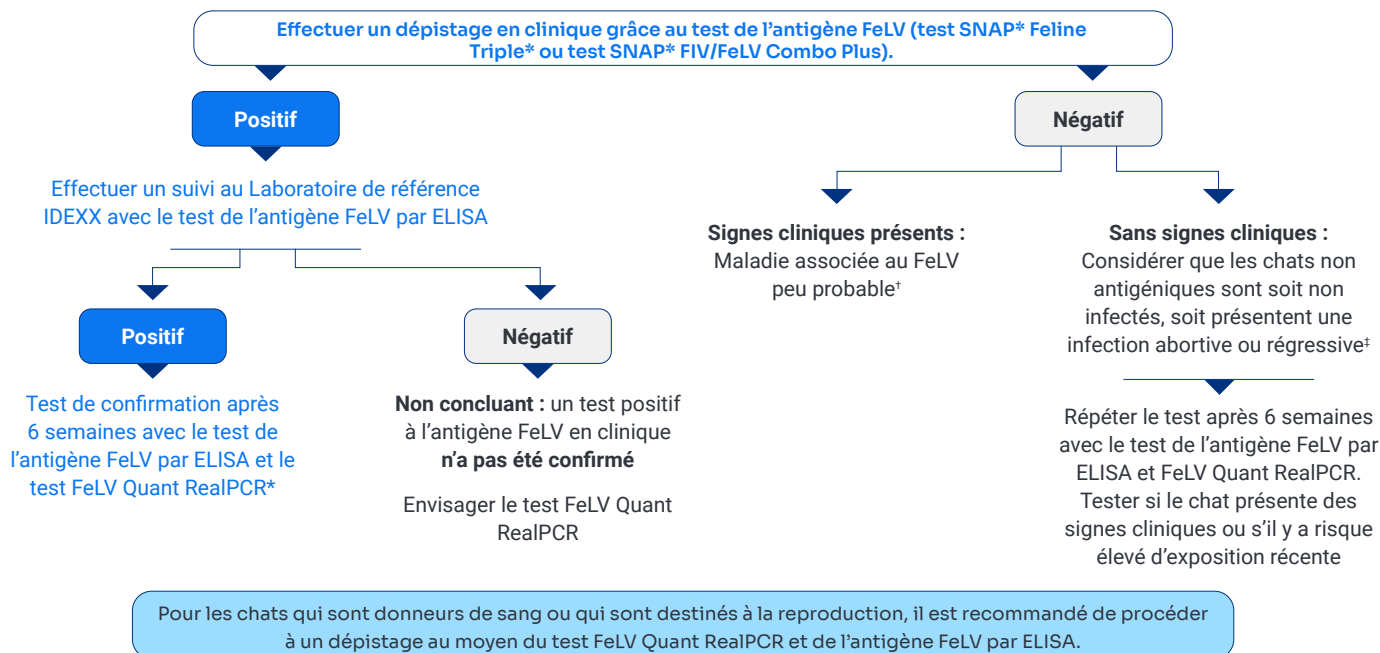 Effectuer un dépistage en clinique grâce au test de l’antigène FeLV (test SNAP* Feline
Triple* ou test SNAP* FIV/FeLV Combo Plus).
Positif
Effectuer un suivi au Laboratoire de référence
IDEXX avec le test de l’antigène FeLV par ELISA
Positif
Test de confirmation après
6 semaines avec le test de
l’antigène FeLV par ELISA et le
test FeLV Quant RealPCR*
Négatif
Non concluant : un test positif
à l’antigène FeLV en clinique
n’a pas été confirmé
Envisager le test FeLV Quant
RealPCR
Négatif
Signes cliniques présents :
Maladie associée au FeLV
peu probable†
Sans signes cliniques :
Considérer que les chats non
antigéniques sont soit non
infectés, soit présentent une
infection abortive ou régressive‡
Répéter le test après 6 semaines
avec le test de l’antigène FeLV par
ELISA et FeLV Quant RealPCR.
Tester si le chat présente des
signes cliniques ou s’il y a risque
élevé d’exposition récente
Pour les chats qui sont donneurs de sang ou qui sont destinés à la reproduction, il est recommandé de procéder
à un dépistage au moyen du test FeLV Quant RealPCR et de l’antigène FeLV par ELISA.